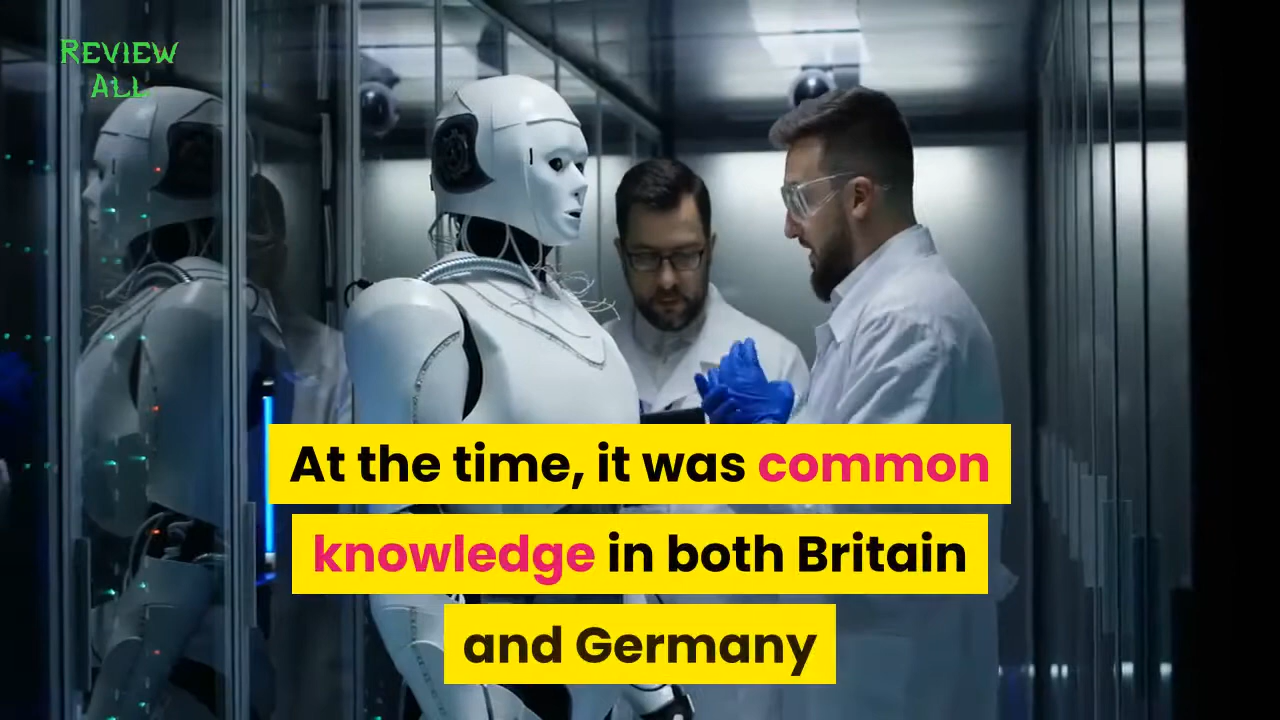 REVIEW
ALL
At the time, it was common
knowledge in both Britain
and Germany